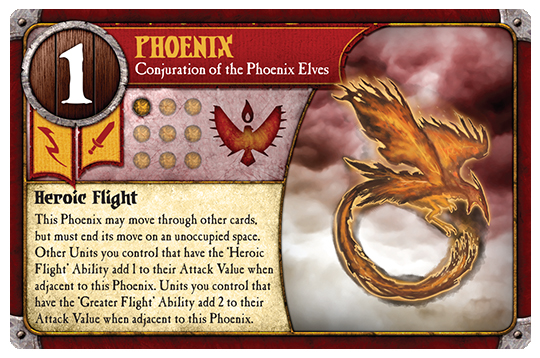 1
PHOENIX
Conjuration of the Phoenix Elves
Heroic Flight
This Phoenix may move through other cards,
but must end its move on an unoccupied space.
Other Units you control that have the 'Heroic
Flight' Ability add 1 to their Attack Value when
adjacent to this Phoenix. Units you control that
have the 'Greater Flight' Ability add 2 to their
Attack Value when adjacent to this Phoenix.